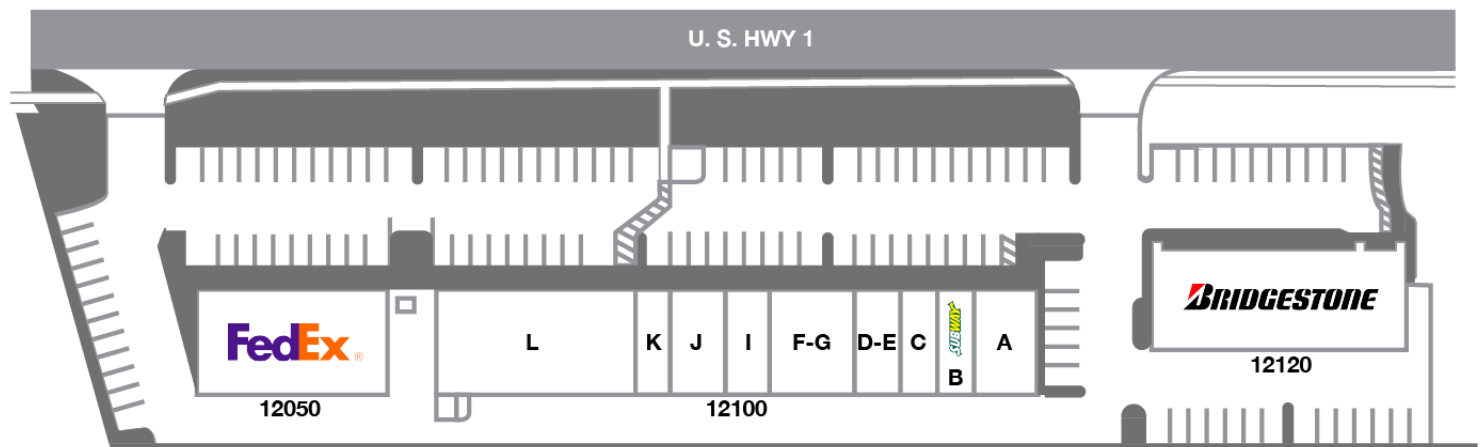 U. S. HWY 1
FedEx ®
L
K
J
I
F-G
D-E
C
SUBWAY
B
A
BRIDGESTONE
12050
12100
12120